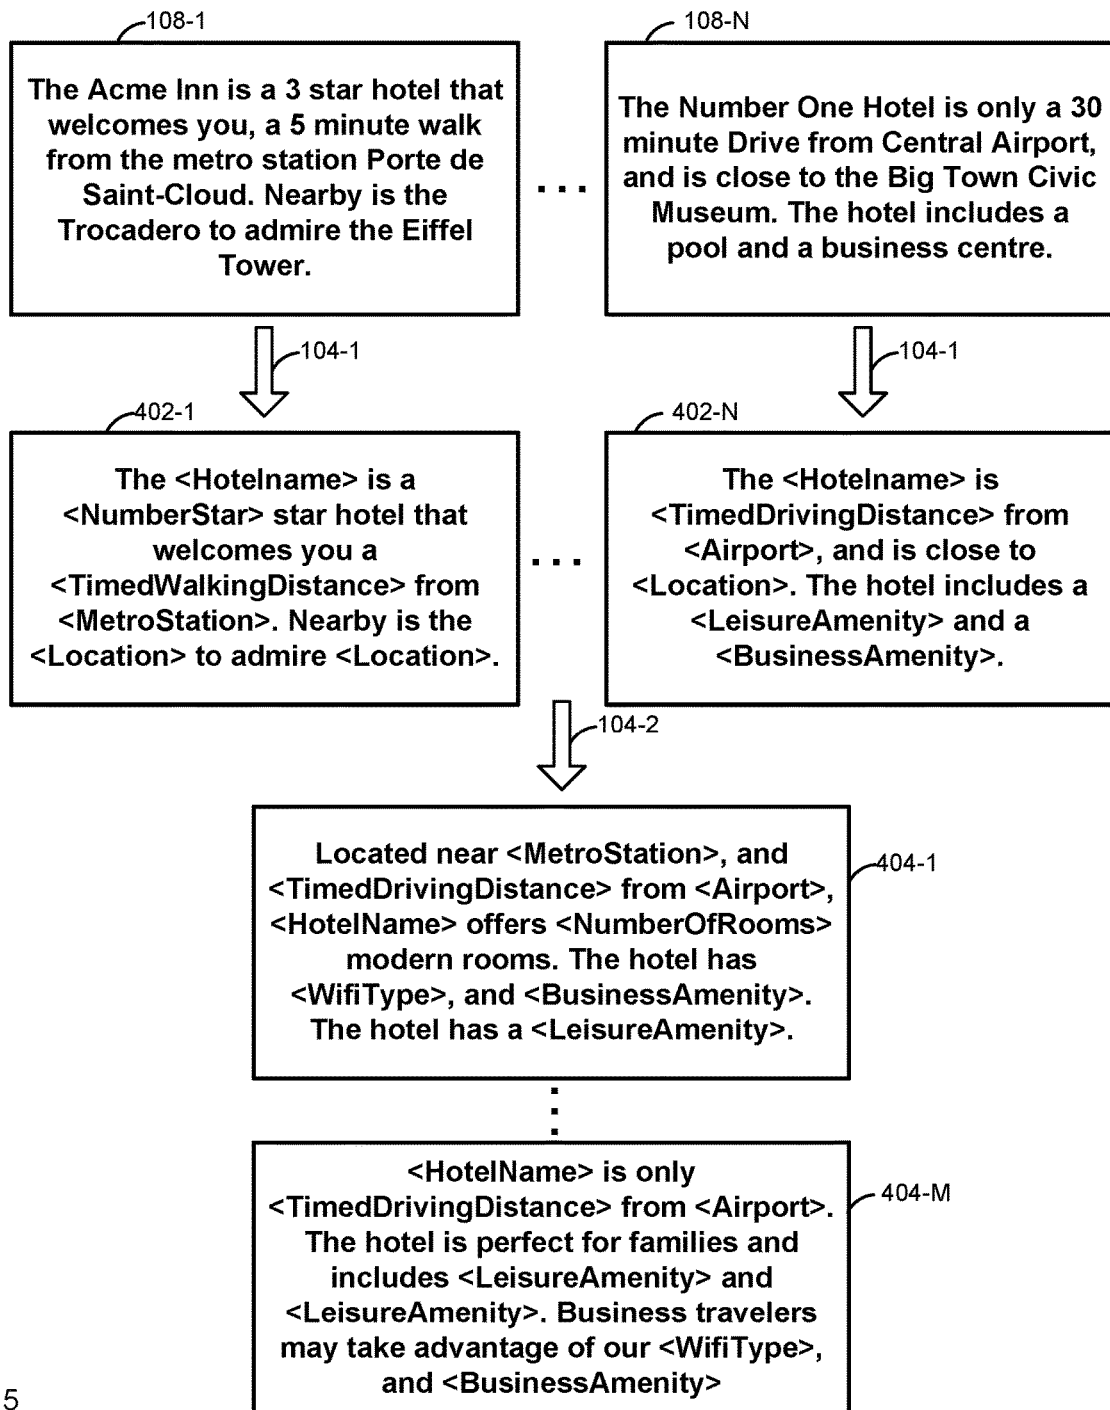 108-1
The Acme Inn is a 3 star hotel that
welcomes you, a 5 minute walk
from the metro station Porte de
Saint-Cloud. Nearby is the
Trocadero to admire the Eiffel
Tower.
...
108-N
The Number One Hotel is only a 30
minute Drive from Central Airport,
and is close to the Big Town Civic
Museum. The hotel includes a
pool and a business centre.
104-1
104-1
402-1
The <Hotelname> is a
<NumberStar> star hotel that
welcomes you a
<TimedWalkingDistance> from
<MetroStation>. Nearby is the
<Location> to admire <Location>.
...
402-N
The <Hotelname> is
<TimedDrivingDistance> from
<Airport>, and is close to
<Location>. The hotel includes a
<LeisureAmenity> and a
<BusinessAmenity>.
104-2
Located near <MetroStation>, and
<TimedDrivingDistance> from <Airport>,
<HotelName> offers <NumberOfRooms>
modern rooms. The hotel has
<WifiType>, and <BusinessAmenity>.
The hotel has a <LeisureAmenity>.
404-1
<HotelName> is only
<TimedDrivingDistance> from <Airport>.
The hotel is perfect for families and
includes <LeisureAmenity> and
<LeisureAmenity>. Business travelers
may take advantage of our <WifiType>,
and <BusinessAmenity>
404-M
5